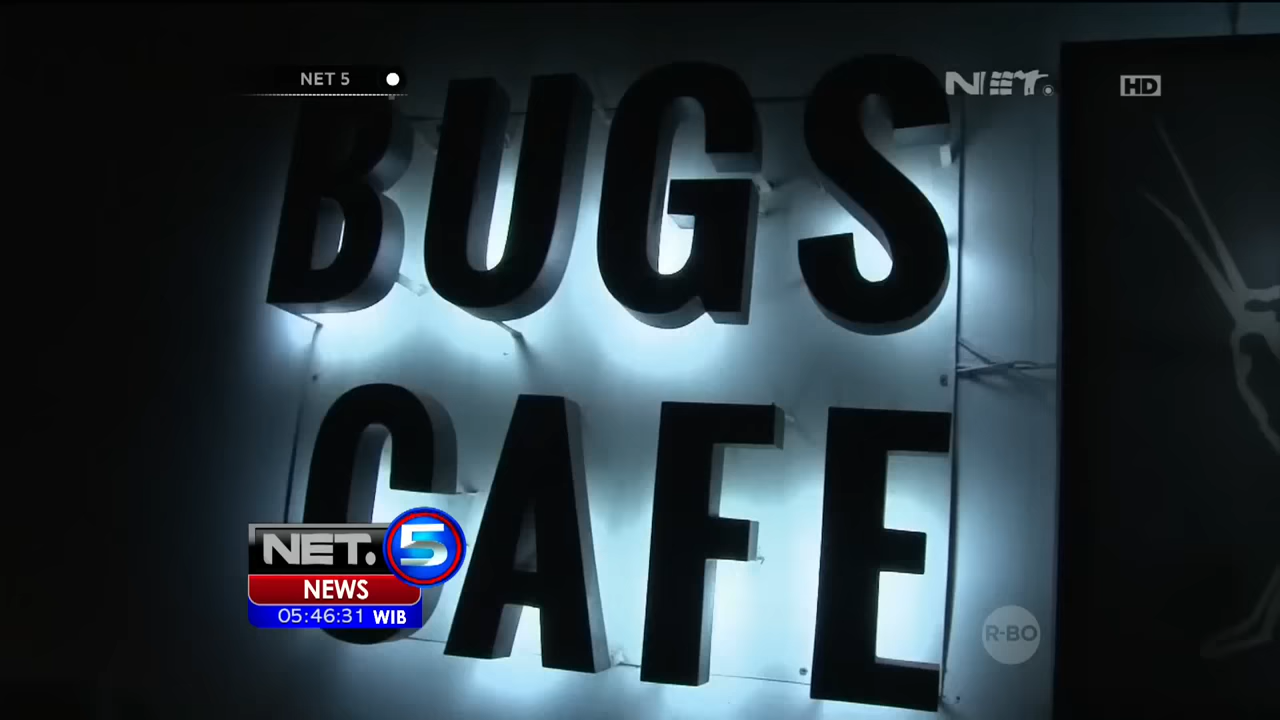 NET 5
NET.
HD
BUGS
CAFE
NET. 5
NEWS
05:46:31 WIB
R-BO